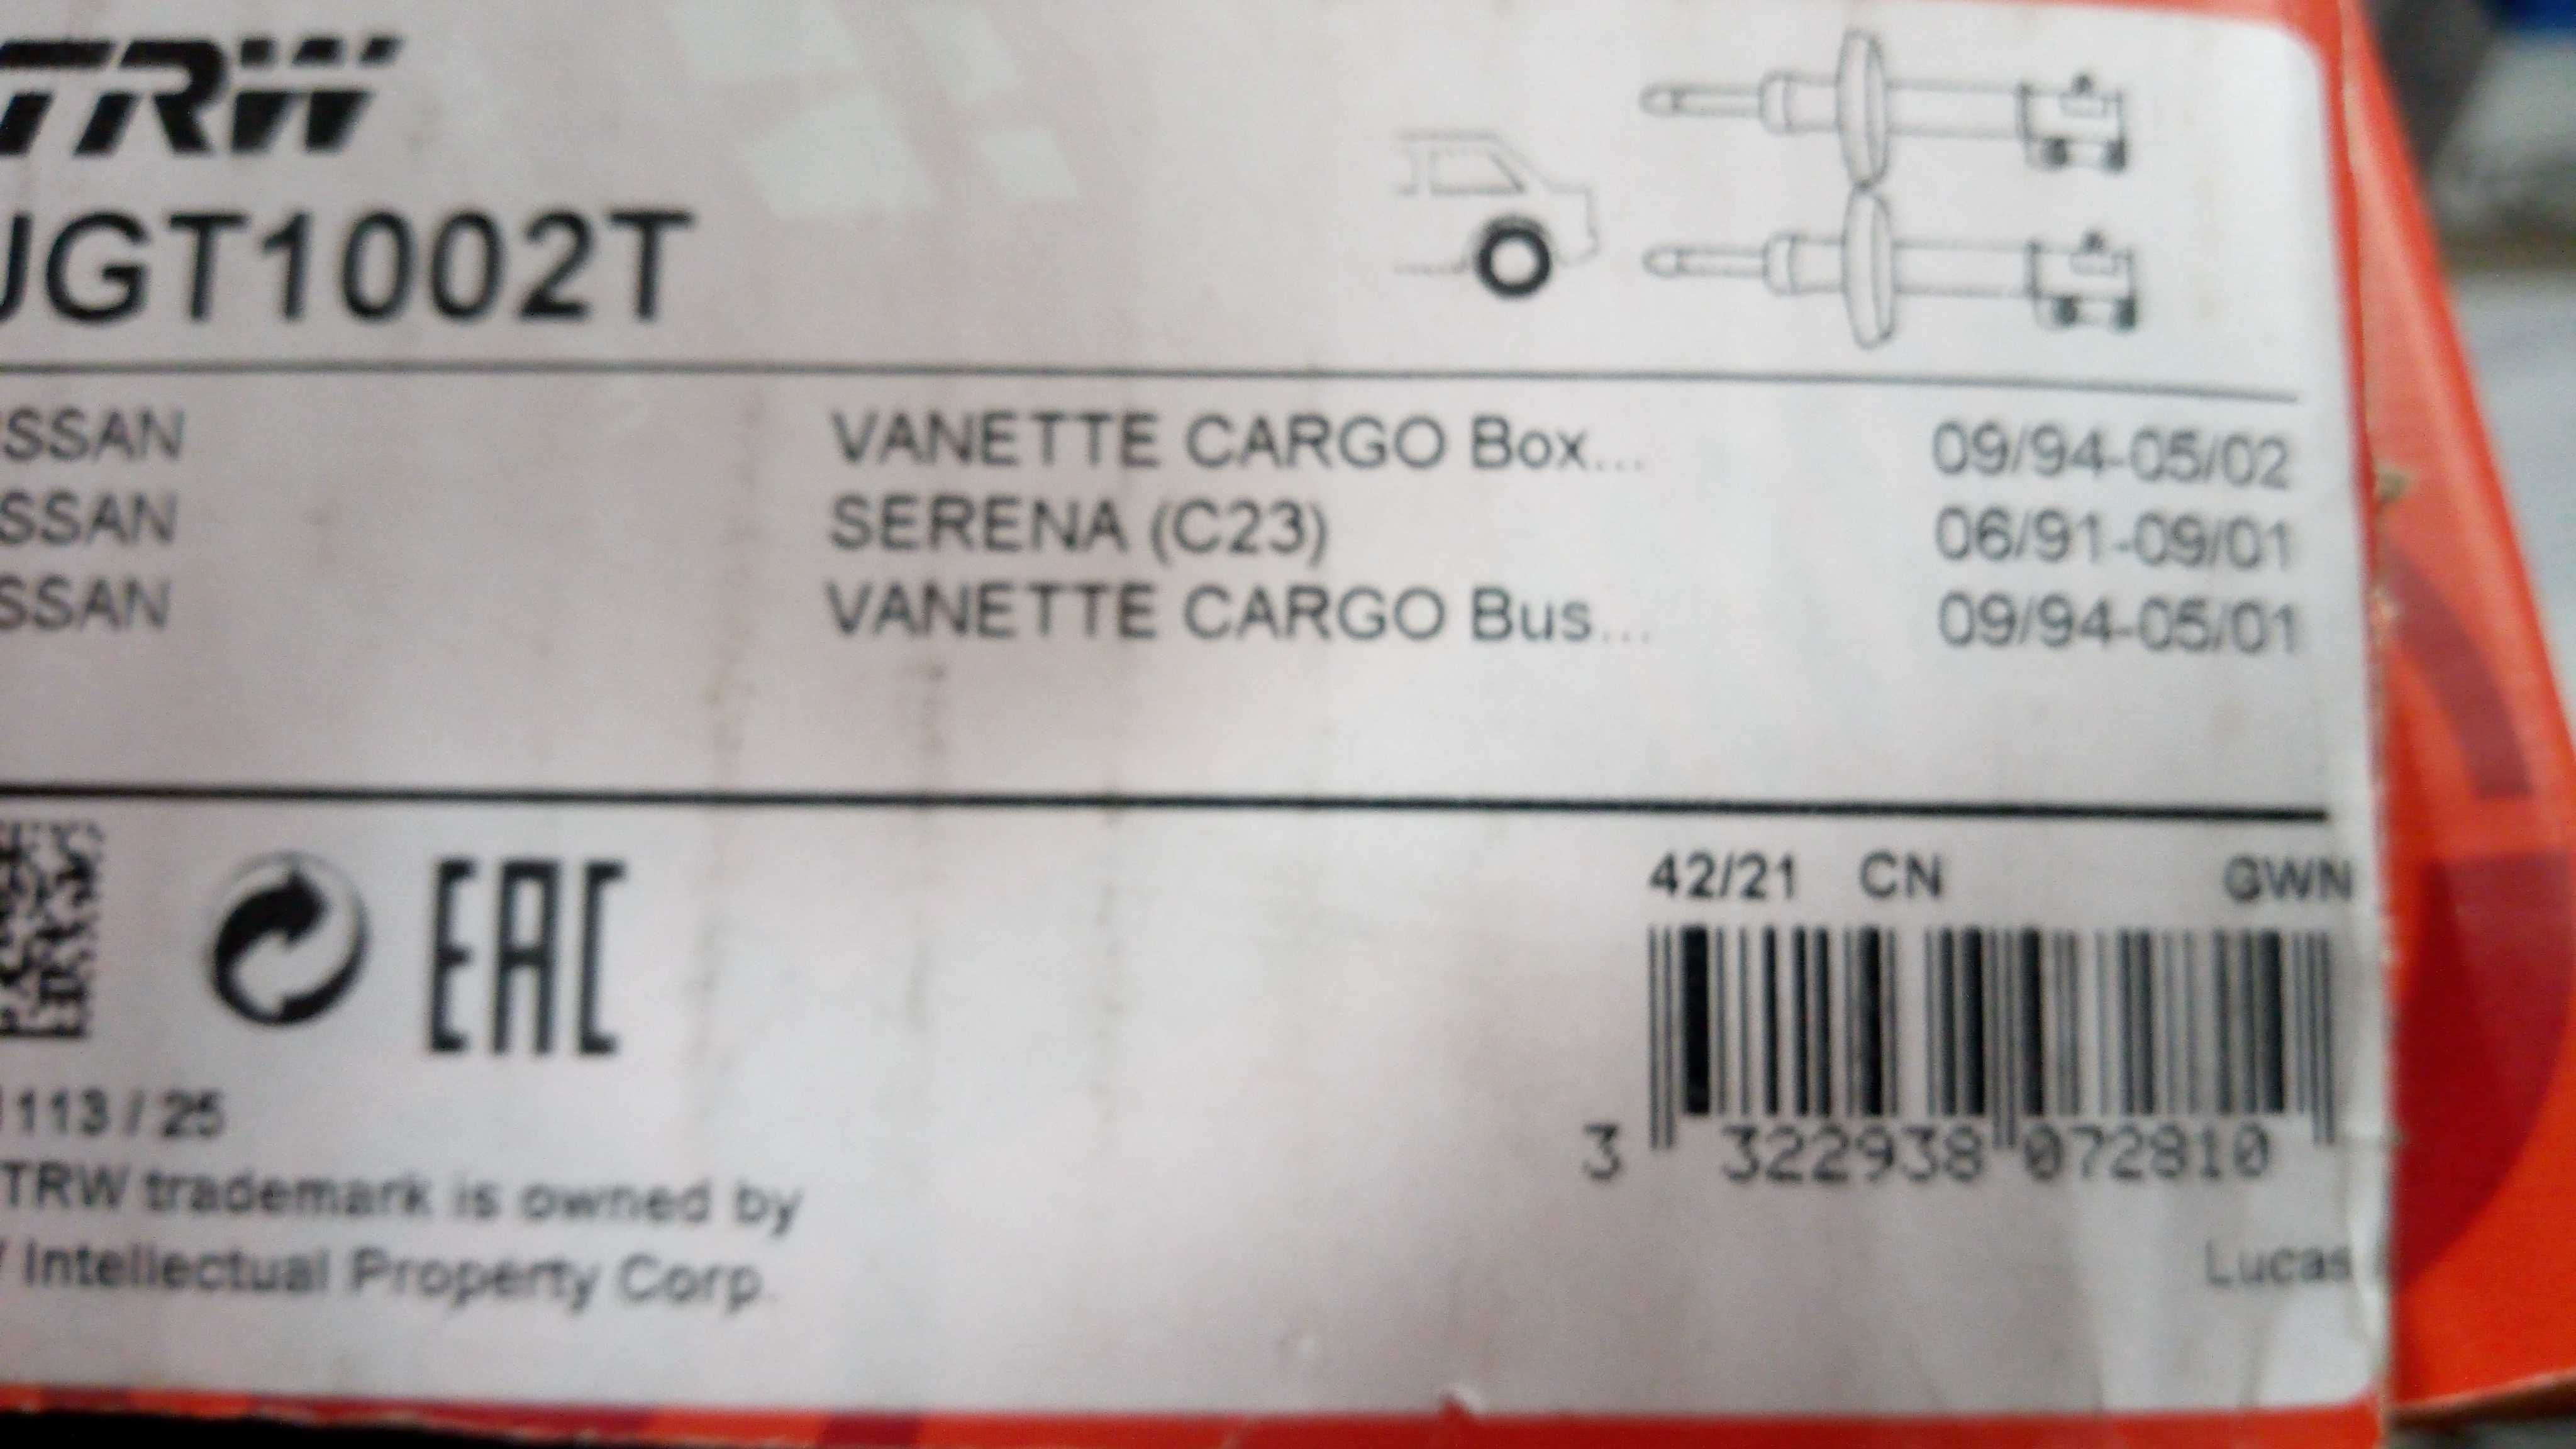 TRW
JGT1002T
ISSAN VANETTE CARGO Box... 09/94-05/02
ISSAN SERENA (C23) 06/91-09/01
SSAN VANETTE CARGO Bus... 09/94-05/01
42/21 CN GWN
EAC
113 / 25
3 322938 072810
TRW trademark is owned by
Intellectual Property Corp.
Lucas